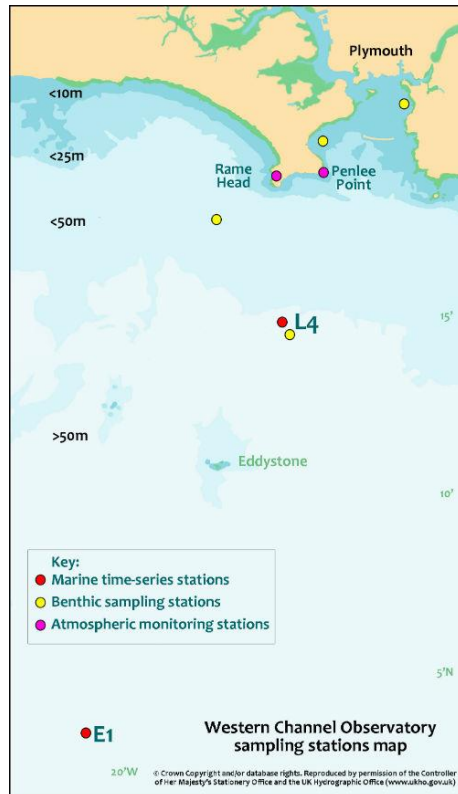 Plymouth
<10m
<25m
Rame
Head
Penlee
Point
<50m
15'
L4
>50m
Eddystone
10'
Key:
Marine time-series stations
Benthic sampling stations
Atmospheric monitoring stations
5'N
E1
Western Channel Observatory
sampling stations map
20'W
© Crown Copyright and/or database rights. Reproduced by permission of the Controller
of Her Majesty's Stationery Office and the UK Hydrographic Office (www.ukho.gov.uk)